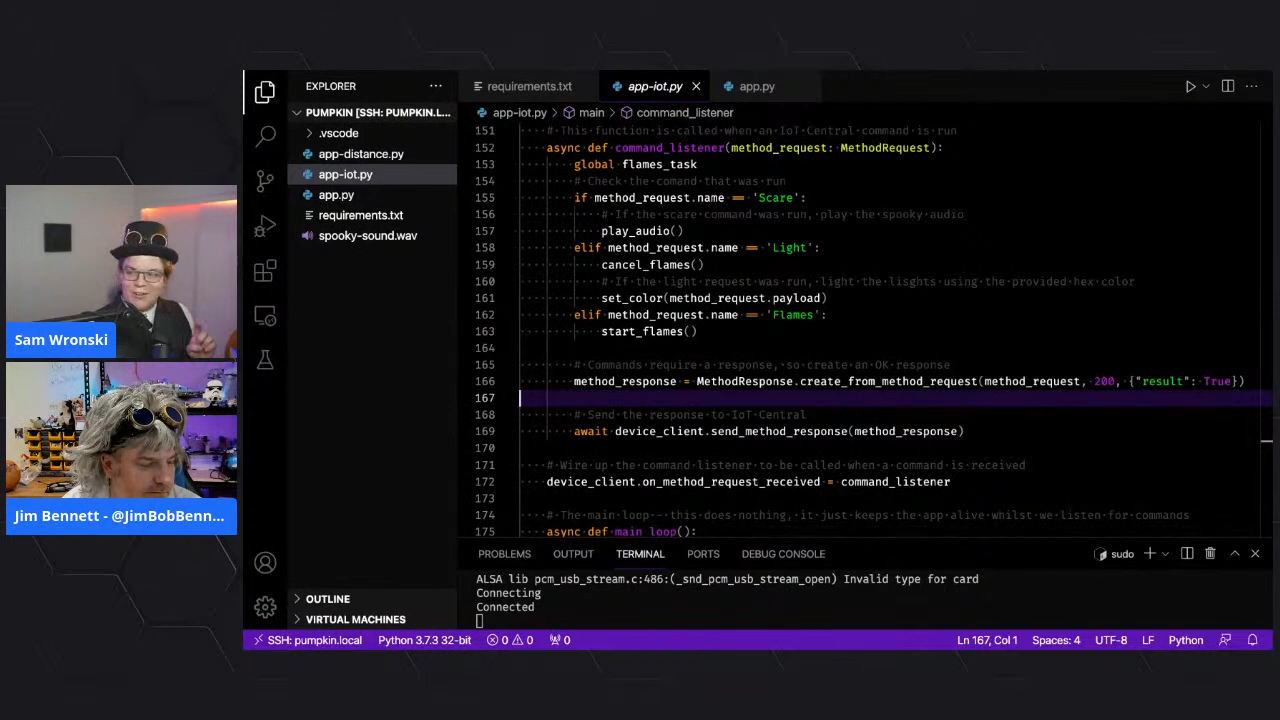 EXPLORER
PUMPKIN [SSH: PUMPKIN.L...
.vscode
app-distance.py
app-iot.py
app.py
requirements.txt
spooky-sound.wav
OUTLINE
VIRTUAL MACHINES
requirements.txt
app-iot.py
app.py
app-iot.py > main > command_listener
151 # This function is called when an IoT Central command is run
152 async def command_listener(method_request: MethodRequest):
153 global flames_task
154 # Check the comand that was run
155 if method_request.name == 'Scare':
156 # If the scare command was run, play the spooky audio
157 play_audio()
158 elif method_request.name == 'Light':
159 cancel_flames()
160 # If the light request was run, light the lisghts using the provided hex color
161 set_color(method_request.payload)
162 elif method_request.name == 'Flames':
163 start_flames()
164
165 # Commands require a response, so create an OK response
166 method_response = MethodResponse.create_from_method_request(method_request, 200, {"result": True})
167
168 # Send the response to IoT Central
169 await device_client.send_method_response(method_response)
170
171 # Wire up the command listener to be called when a command is received
172 device_client.on_method_request_received = command_listener
173
174 # The main loop - this does nothing, it just keeps the app alive whilst we listen for commands
175 async def main_loop():
PROBLEMS OUTPUT TERMINAL PORTS DEBUG CONSOLE
sudo
ALSA lib pcm_usb_stream.c:486:(_snd_pcm_usb_stream_open) Invalid type for card
Connecting
Connected
SSH: pumpkin.local Python 3.7.3 32-bit 0 0 0 Ln 167, Col 1 Spaces: 4 UTF-8 LF Python
Sam Wronski
Jim Bennett - @JimBobBenn...